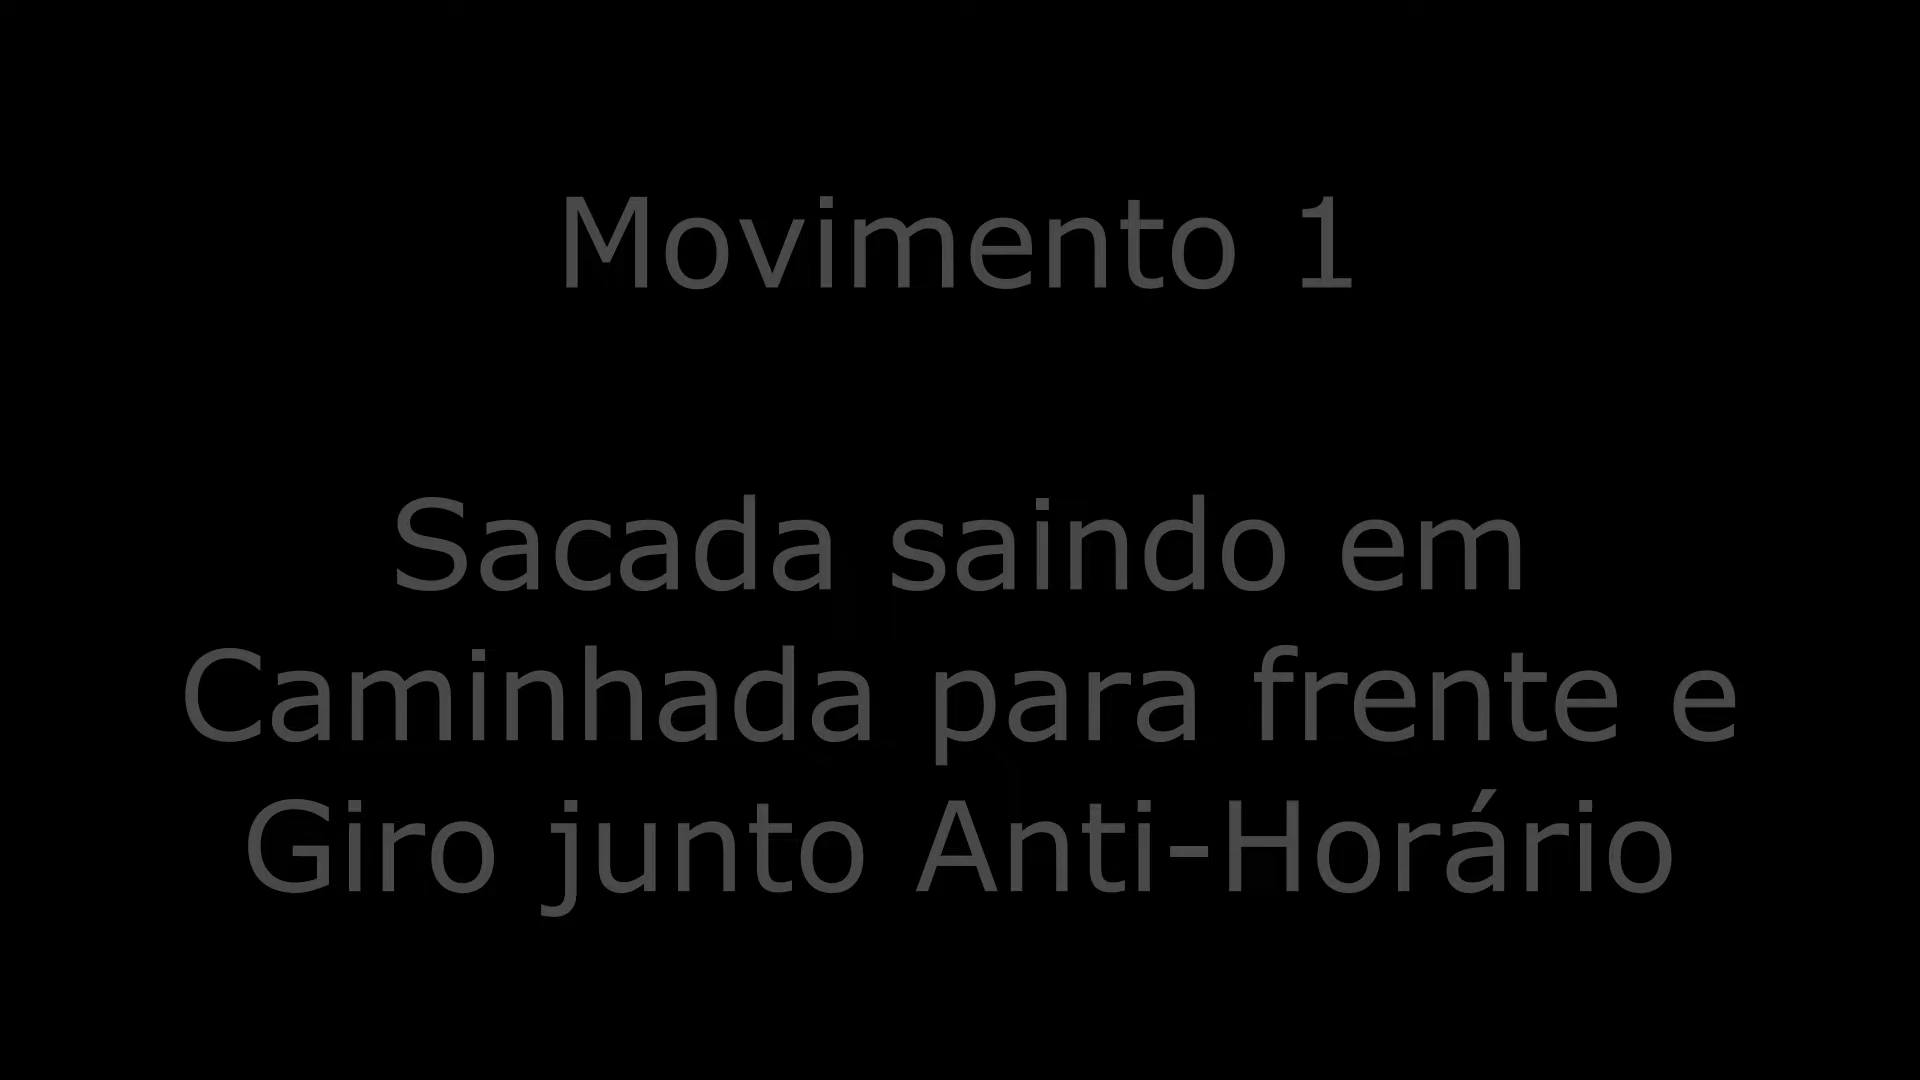 Movimento 1
Sacada saindo em
Caminhada para frente e
Giro junto Anti-Horário